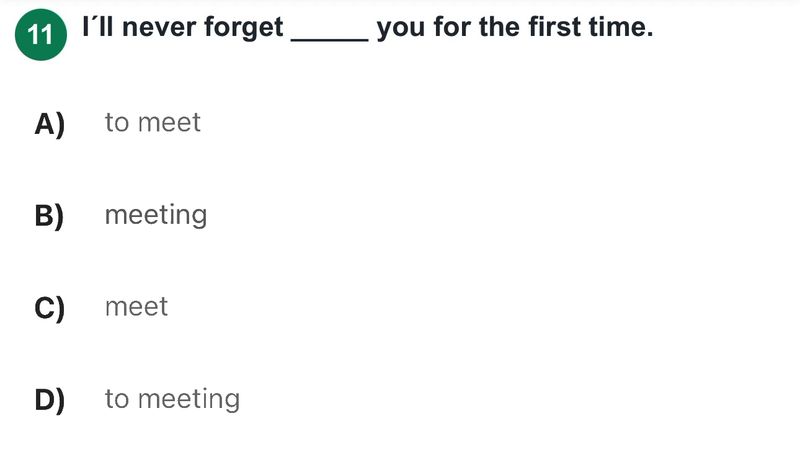 11 I´ll never forget _____ you for the first time.
A) to meet
B) meeting
C) meet
D) to meeting